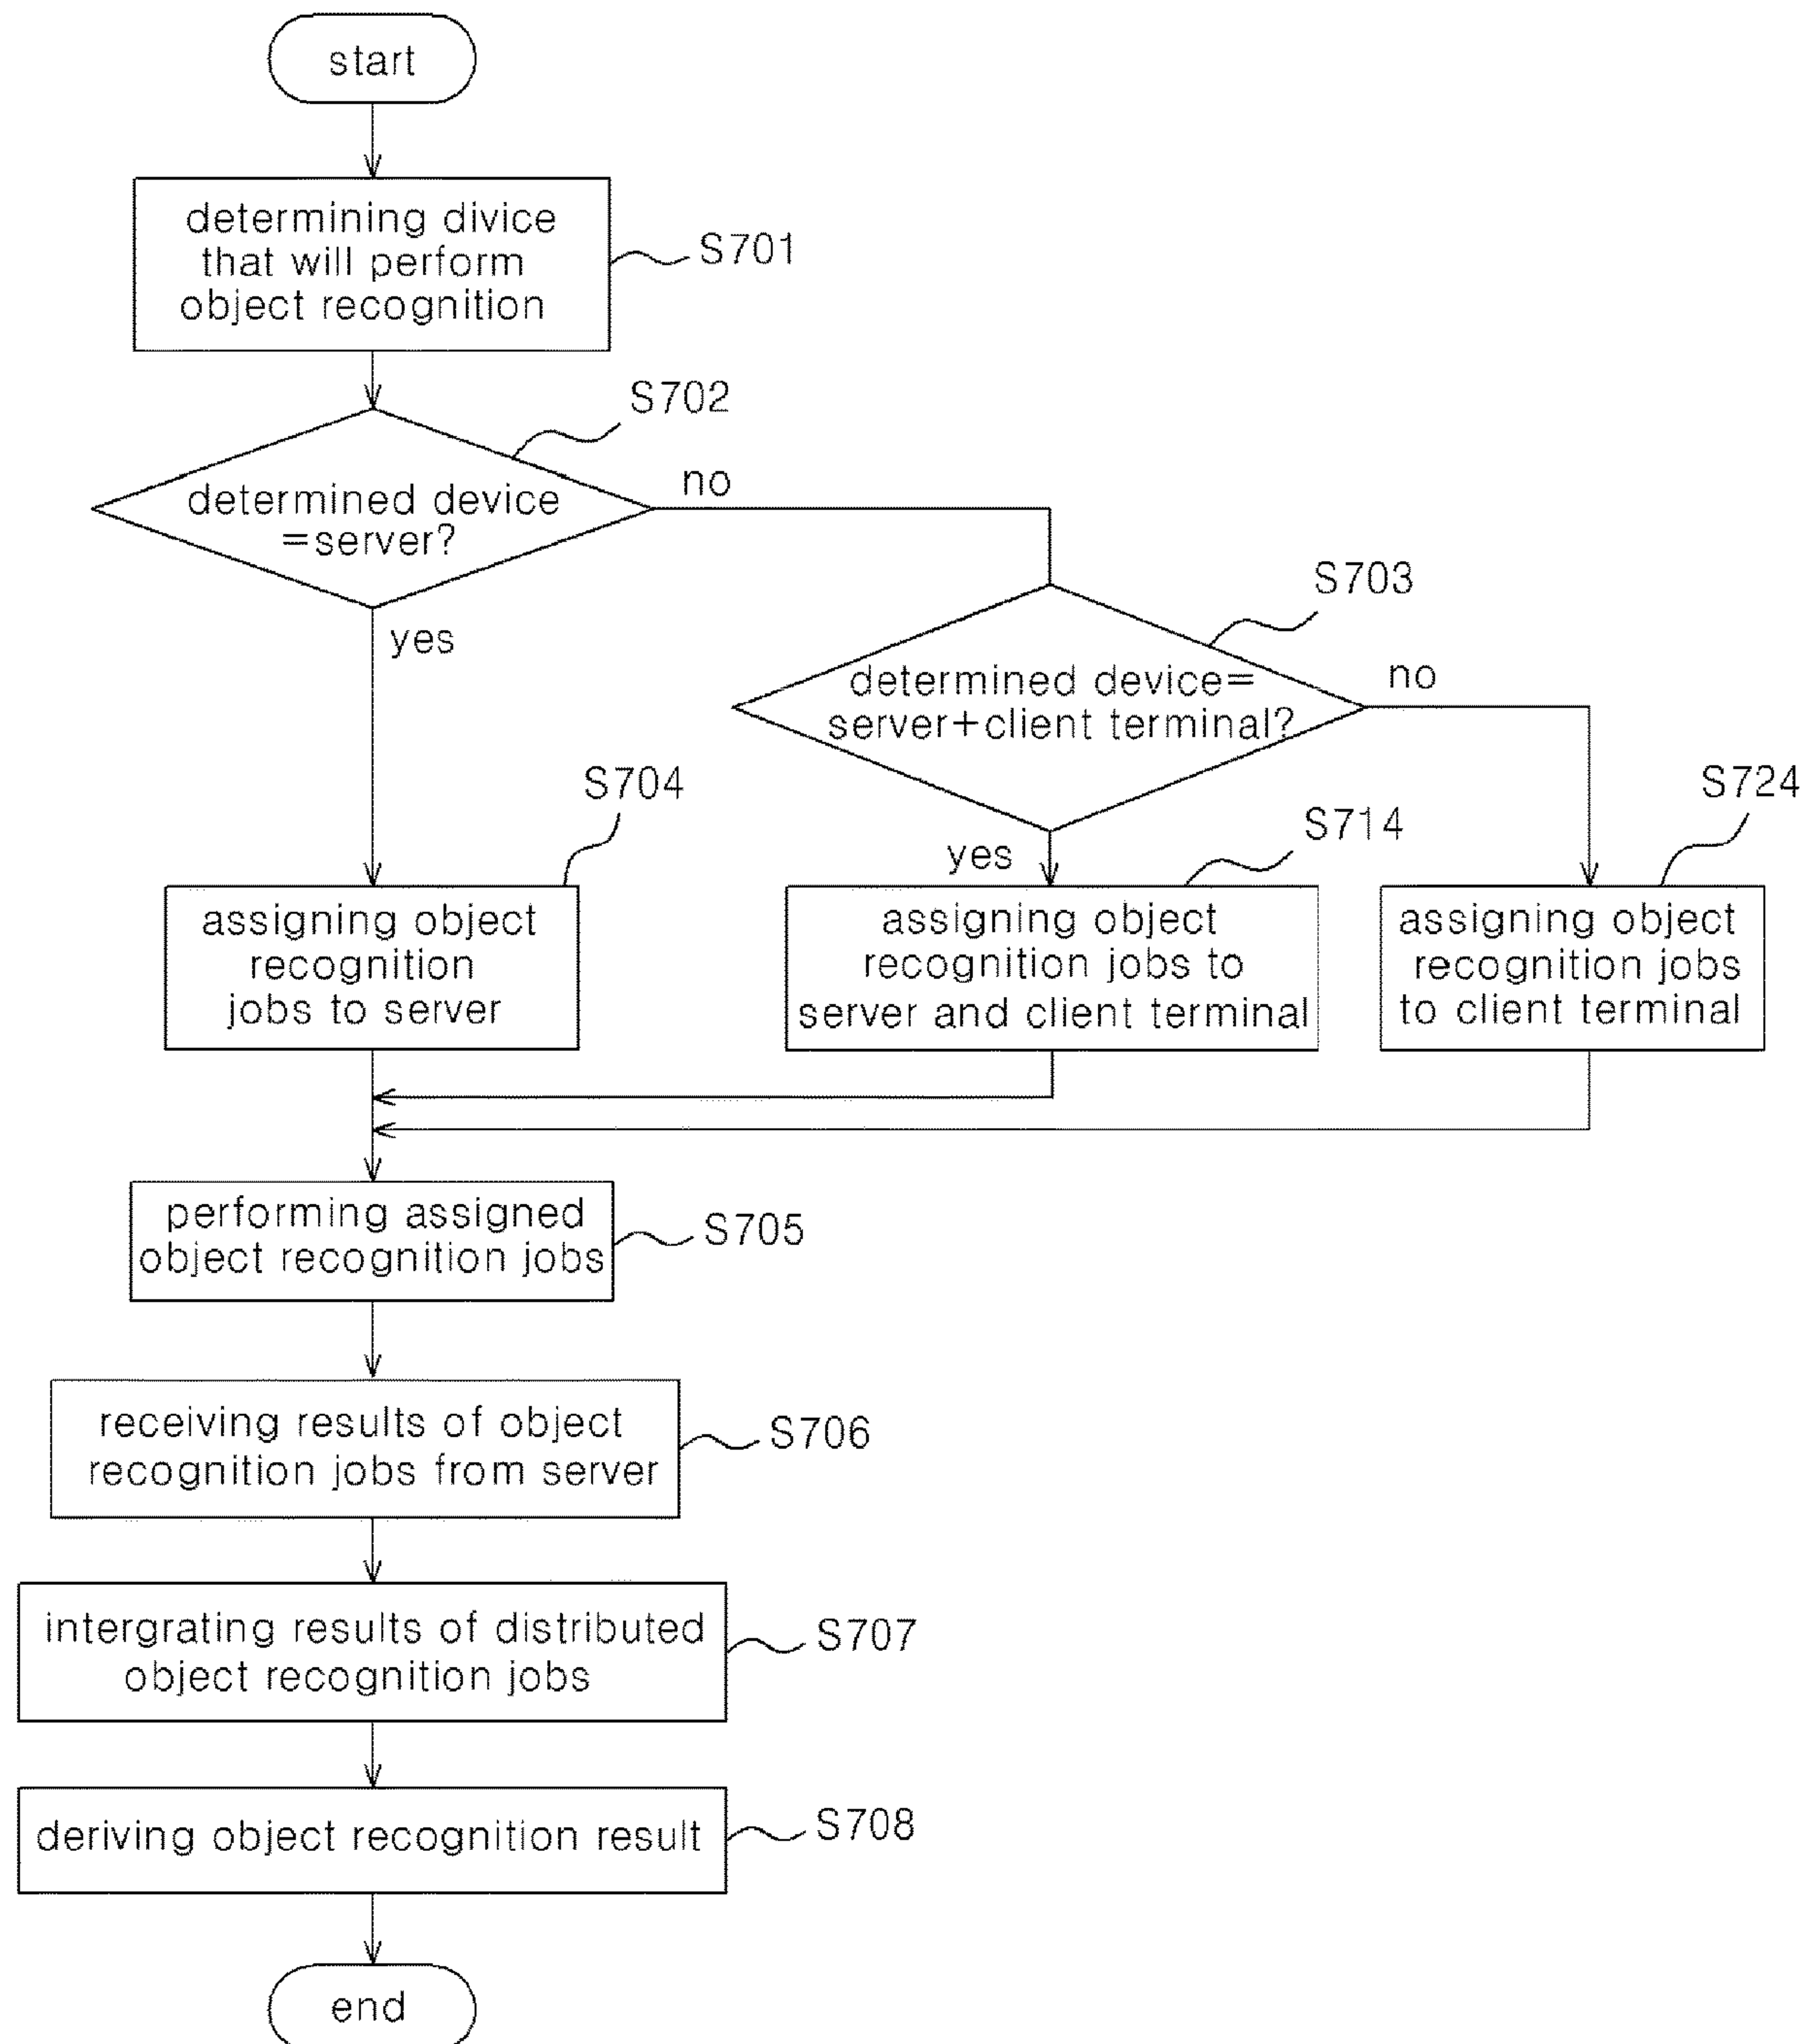 start
determining divice
that will perform
object recognition
S701
S702
determined device
=server?
no
yes
S703
determined device=
server+client terminal?
no
yes
S704
S714
S724
assigning object
recognition
jobs to server
assigning object
recognition jobs to
server and client terminal
assigning object
recognition jobs
to client terminal
performing assigned
object recognition jobs
S705
receiving results of object
recognition jobs from server
S706
intergrating results of distributed
object recognition jobs
S707
deriving object recognition result
S708
end